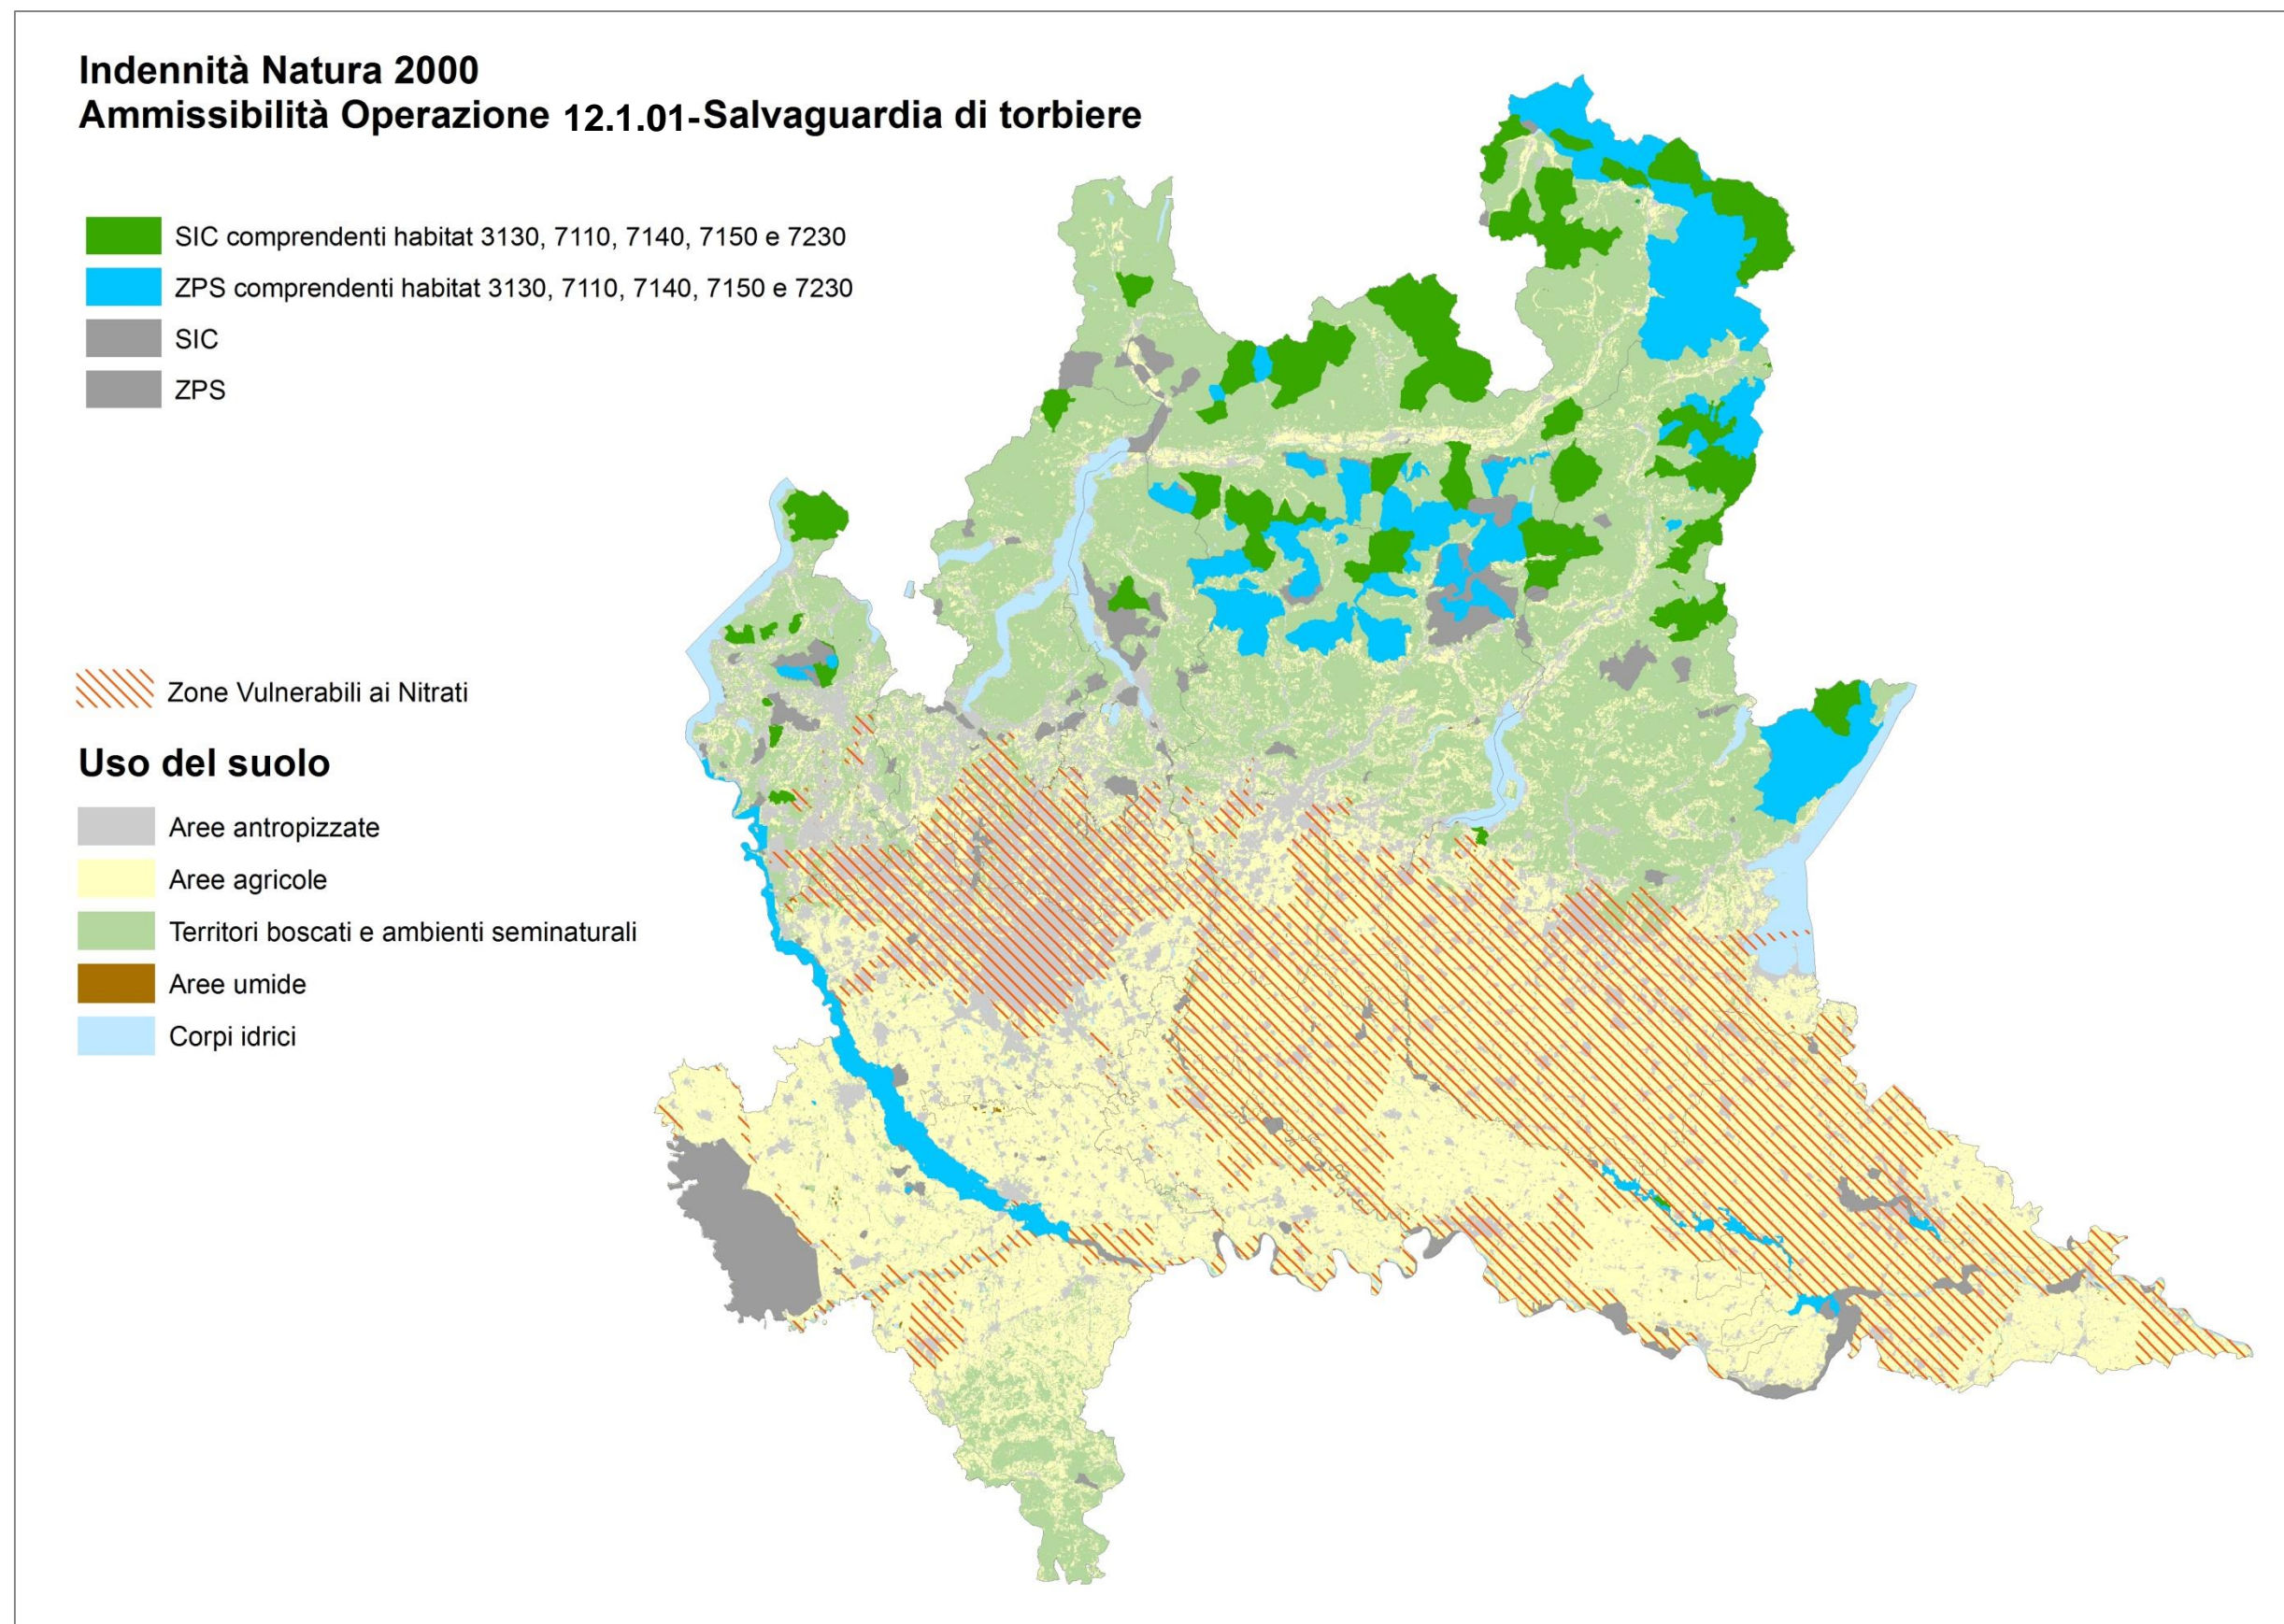 Indennità Natura 2000
Ammissibilità Operazione 12.1.01-Salvaguardia di torbiere
SIC comprendenti habitat 3130, 7110, 7140, 7150 e 7230
ZPS comprendenti habitat 3130, 7110, 7140, 7150 e 7230
SIC
ZPS
Zone Vulnerabili ai Nitrati
Uso del suolo
Aree antropizzate
Aree agricole
Territori boscati e ambienti seminaturali
Aree umide
Corpi idrici